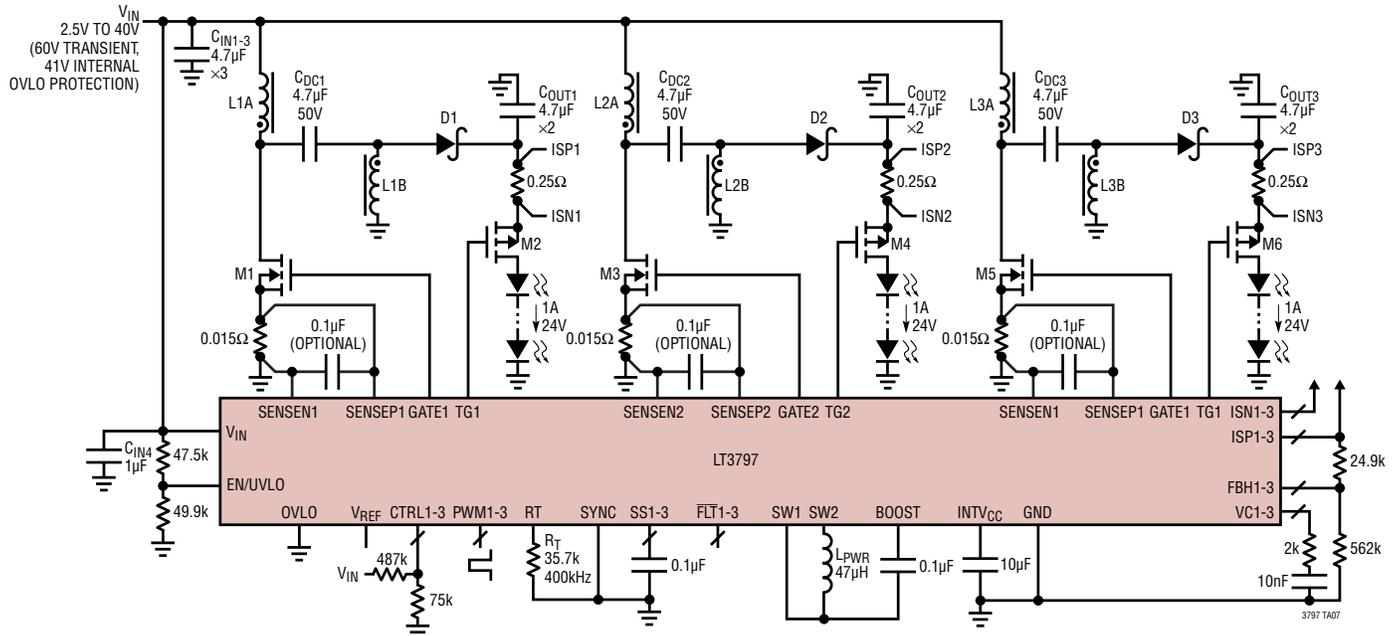 VIN
2.5V TO 40V
(60V TRANSIENT,
41V INTERNAL
OVLO PROTECTION)
CIN1-3
4.7µF
×3
L1A
CDC1
4.7µF
50V
D1
COUT1
4.7µF
×2
ISP1
0.25Ω
ISN1
L1B
M1
M2
0.015Ω
0.1µF
(OPTIONAL)
1A
24V
L2A
CDC2
4.7µF
50V
D2
COUT2
4.7µF
×2
ISP2
0.25Ω
ISN2
L2B
M3
M4
0.015Ω
0.1µF
(OPTIONAL)
1A
24V
L3A
CDC3
4.7µF
50V
D3
COUT3
4.7µF
×2
ISP3
0.25Ω
ISN3
L3B
M5
M6
0.015Ω
0.1µF
(OPTIONAL)
1A
24V
SENSEN1 SENSEP1 GATE1 TG1 SENSEN2 SENSEP2 GATE2 TG2 SENSEN1 SENSEP1 GATE1 TG1 ISN1-3
VIN
ISP1-3
CIN4
1µF
47.5k
LT3797
24.9k
EN/UVLO
FBH1-3
49.9k
OVLO VREF CTRL1-3 PWM1-3 RT SYNC SS1-3 FLT1-3 SW1 SW2 BOOST INTVCC GND VC1-3
487k
VIN
75k
RT
35.7k
400kHz
0.1µF
LPWR
47µH
0.1µF
10µF
2k
562k
10nF
3797 TA07